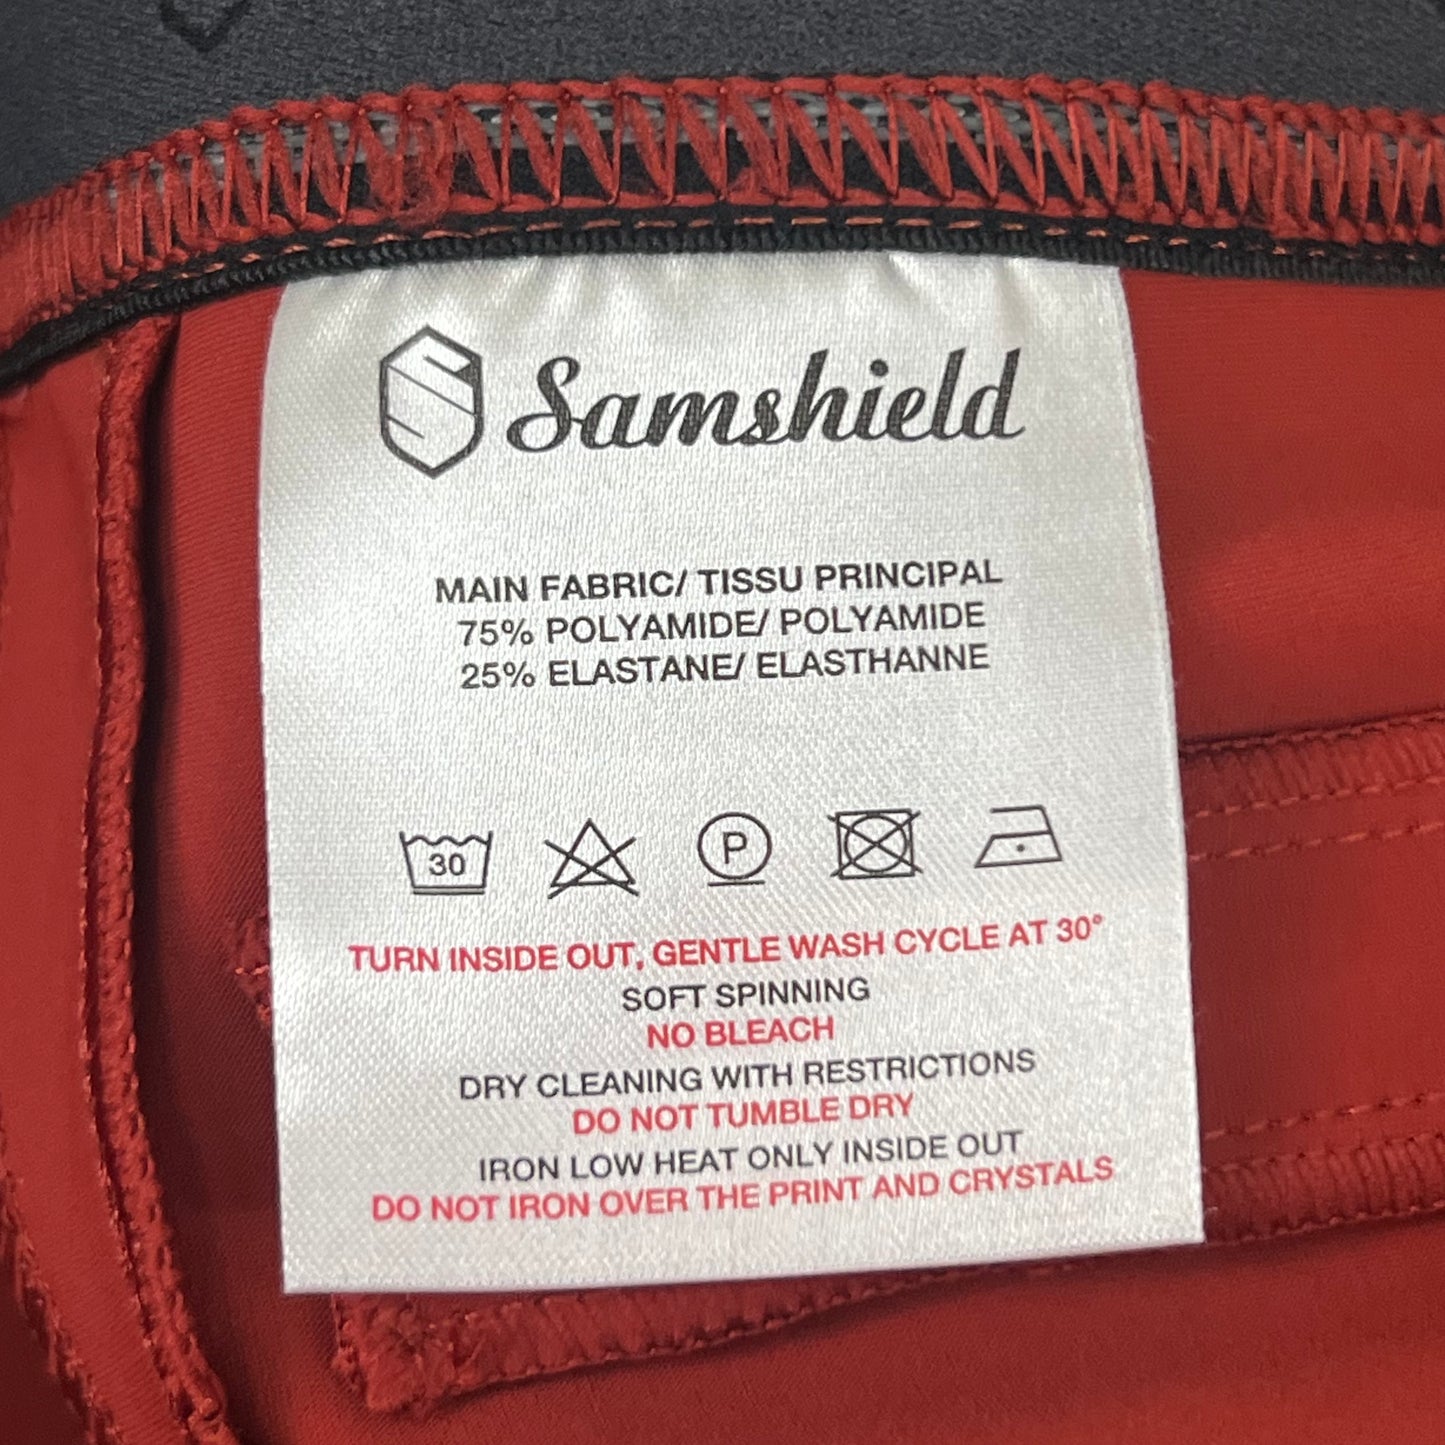 Samshield
MAIN FABRIC/ TISSU PRINCIPAL
75% POLYAMIDE/ POLYAMIDE
25% ELASTANE/ ELASTHANNE
30
P
TURN INSIDE OUT, GENTLE WASH CYCLE AT 30°
SOFT SPINNING
NO BLEACH
DRY CLEANING WITH RESTRICTIONS
DO NOT TUMBLE DRY
IRON LOW HEAT ONLY INSIDE OUT
DO NOT IRON OVER THE PRINT AND CRYSTALS